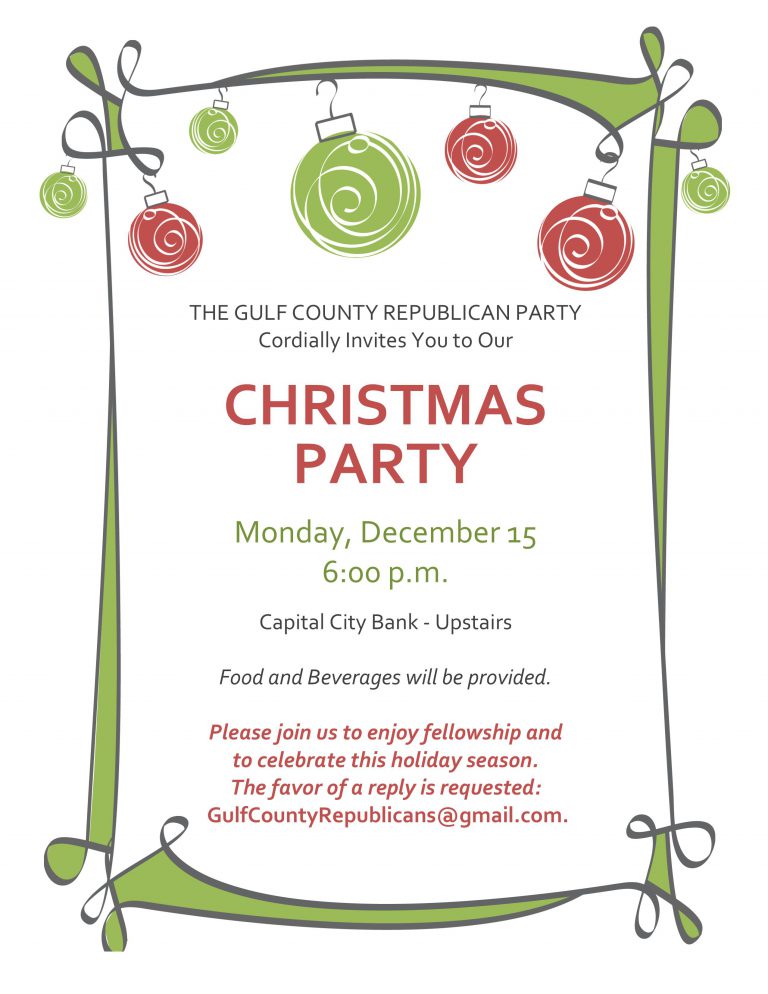 THE GULF COUNTY REPUBLICAN PARTY
Cordially Invites You to Our
CHRISTMAS
PARTY
Monday, December 15
6:00 p.m.
Capital City Bank - Upstairs
Food and Beverages will be provided.
Please join us to enjoy fellowship and
to celebrate this holiday season.
The favor of a reply is requested:
GulfCountyRepublicans@gmail.com.